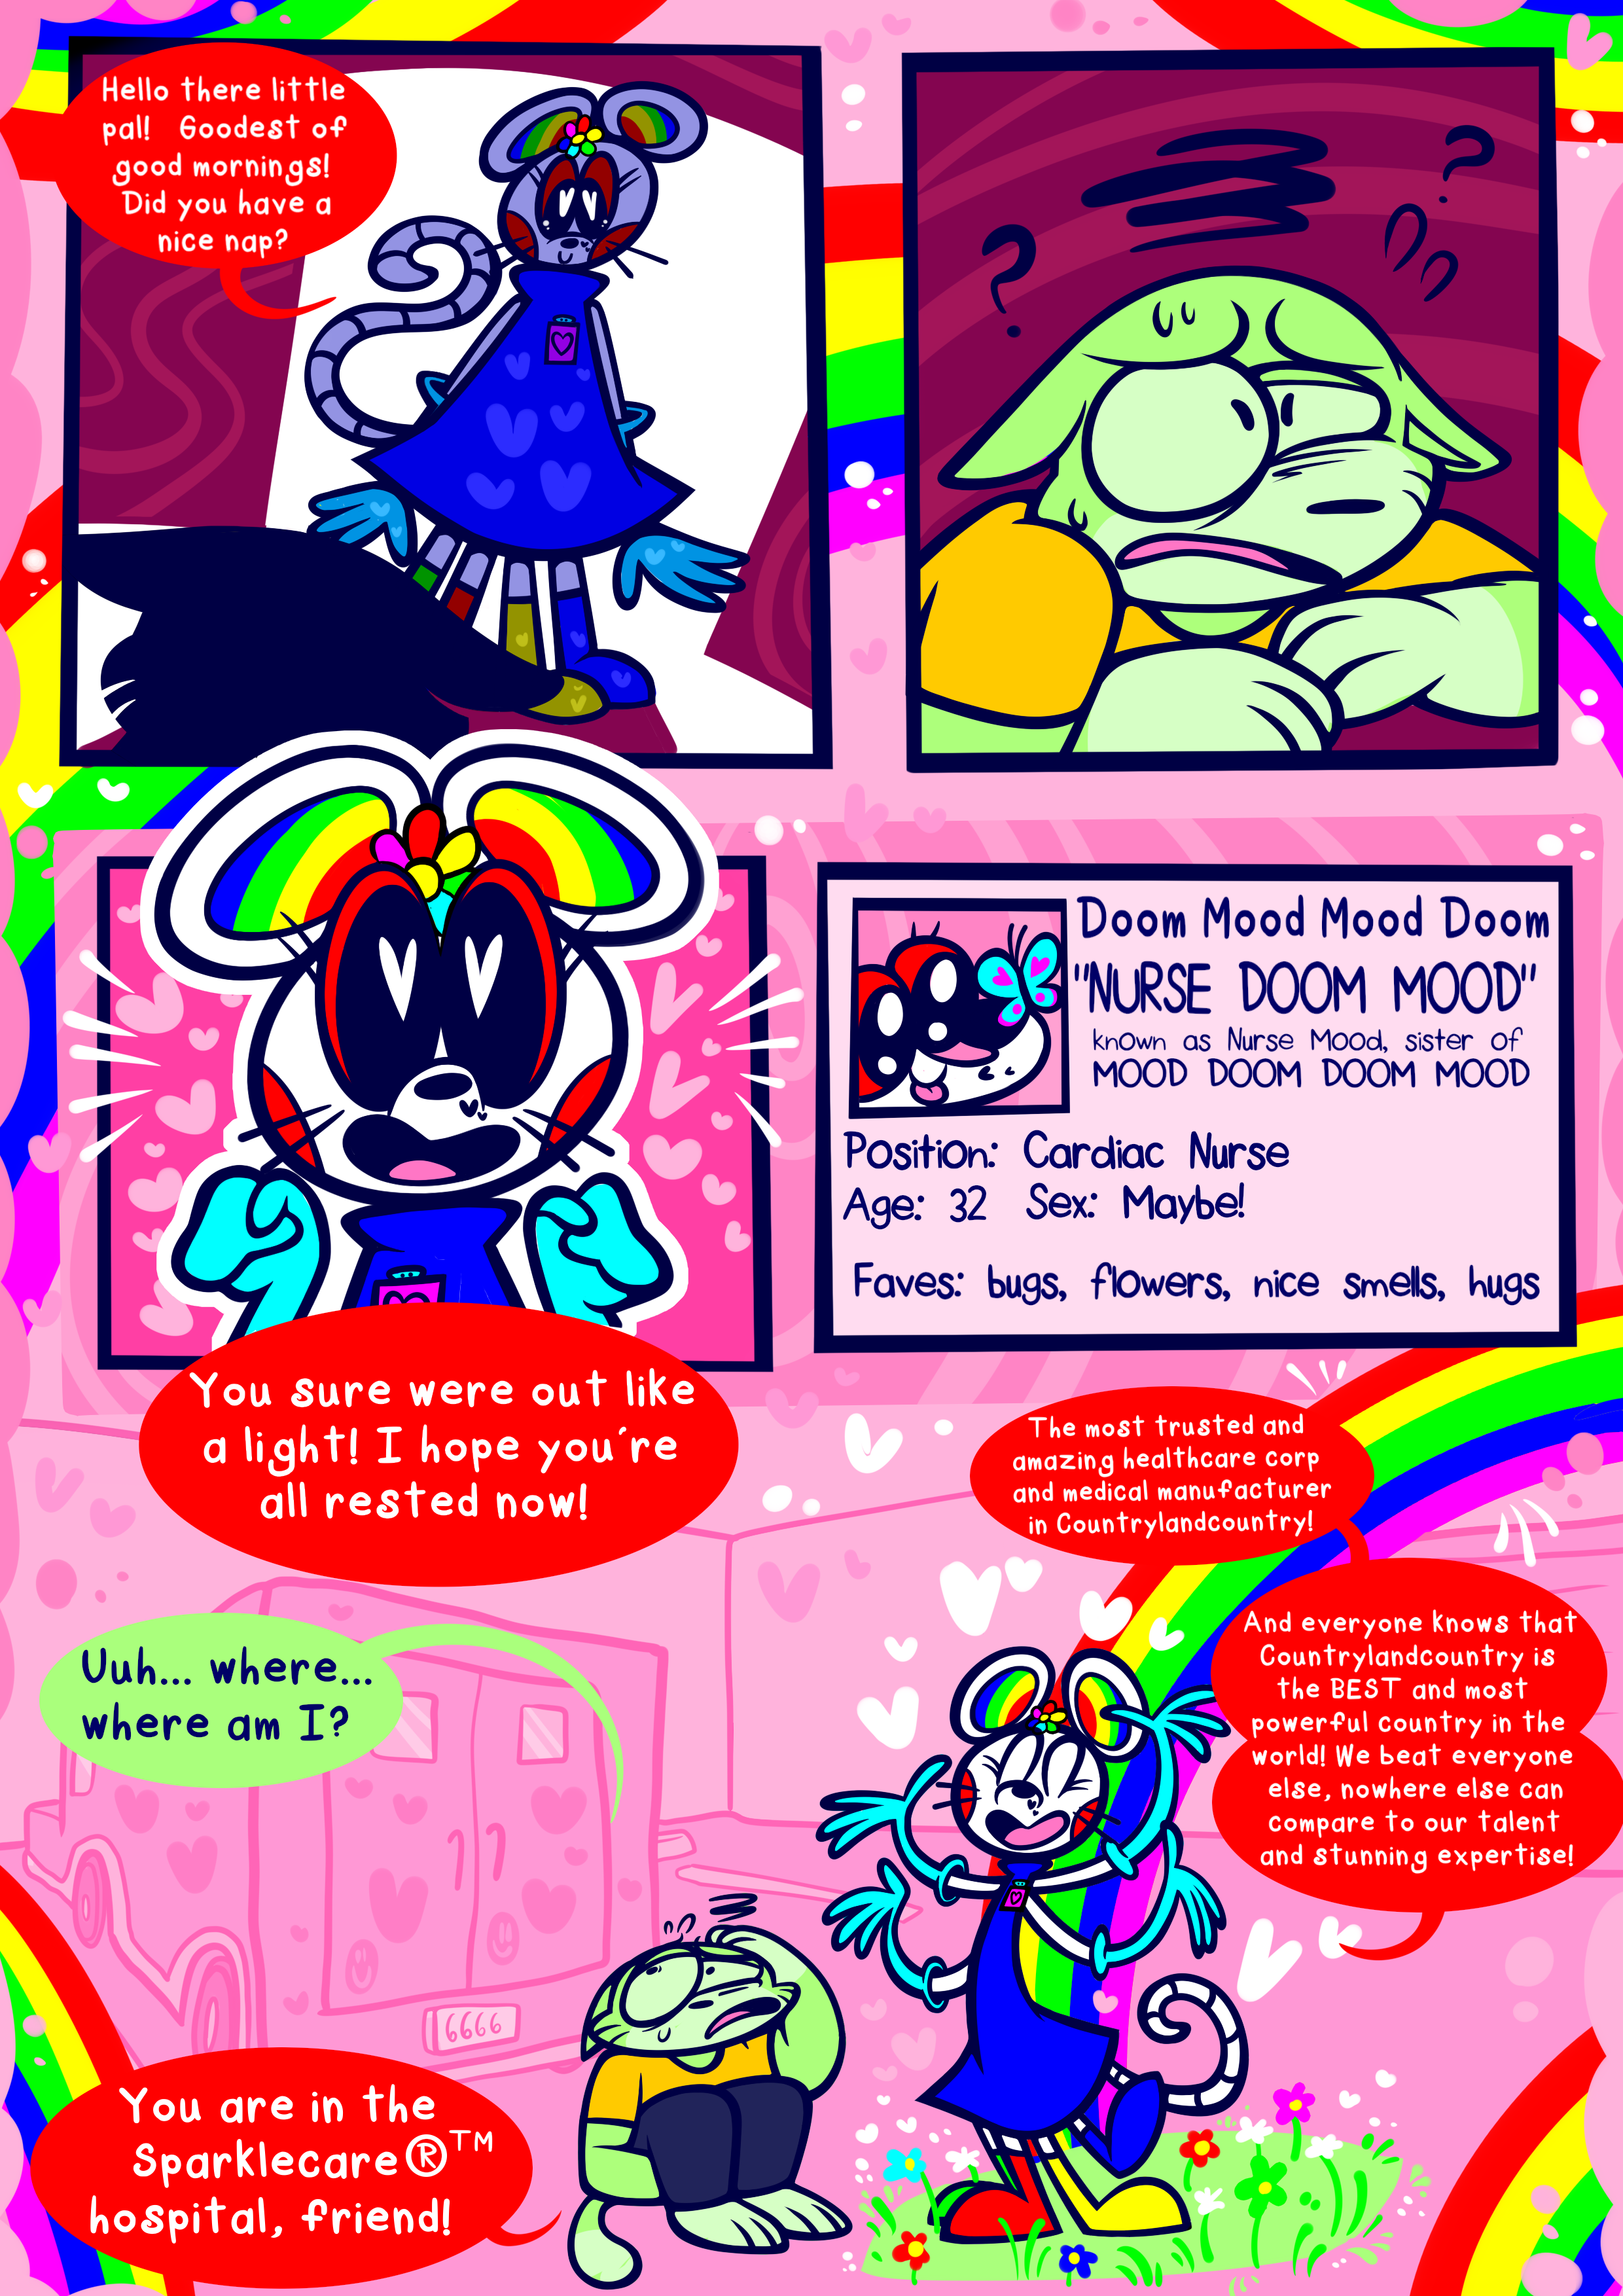 Hello there little
pal! Goodest of
good mornings!
Did you have a
nice nap?
? ?
Doom Mood Mood Doom
"NURSE DOOM MOOD"
known as Nurse Mood, sister of
MOOD DOOM DOOM MOOD
Position: Cardiac Nurse
Age: 32 Sex: Maybe!
Faves: bugs, flowers, nice smells, hugs
You sure were out like
a light! I hope you're
all rested now!
Uuh... where...
where am I?
6666
You are in the
Sparklecare®™
hospital, friend!
The most trusted and
amazing healthcare corp
and medical manufacturer
in Countrylandcountry!
And everyone knows that
Countrylandcountry is
the BEST and most
powerful country in the
world! We beat everyone
else, nowhere else can
compare to our talent
and stunning expertise!